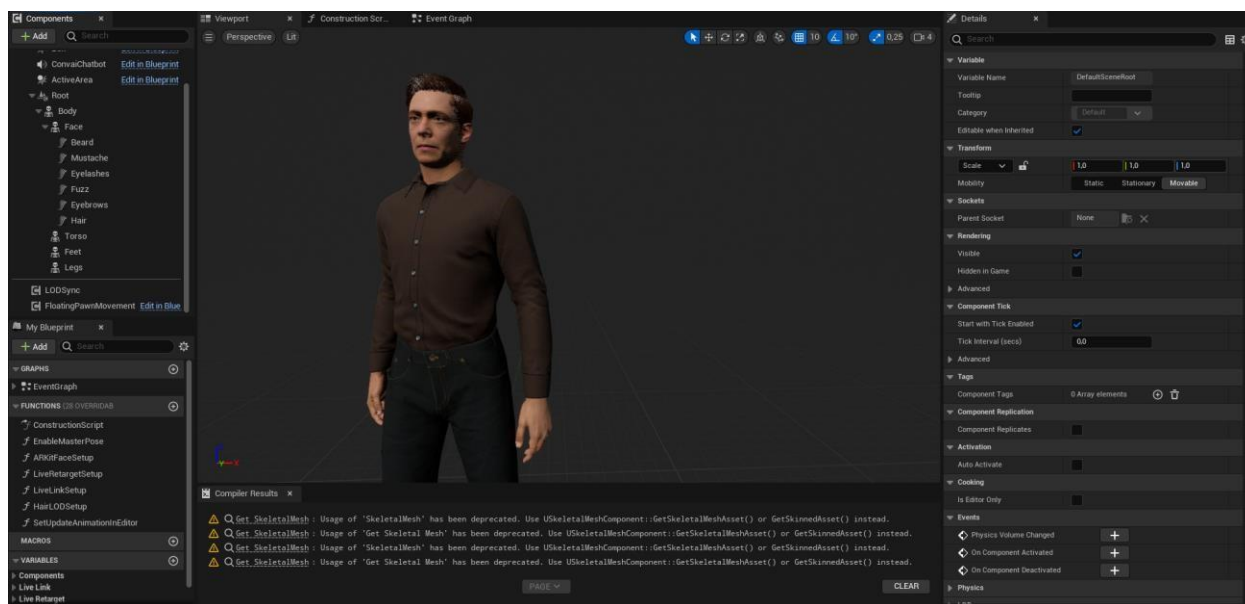 Components
+ Add
Search
ConvaiChatbot Edit in Blueprint
ActiveArea Edit in Blueprint
Root
Body
Face
Beard
Mustache
Eyelashes
Fuzz
Eyebrows
Hair
Torso
Feet
Legs
LODSync
FloatingPawnMovement Edit in Blue
My Blueprint
+ Add
Search
GRAPHS
EventGraph
FUNCTIONS (28 OVERRIDAB
ConstructionScript
EnableMasterPose
ARKitFaceSetup
LiveRetargetSetup
LiveLinkSetup
HairLODSetup
SetUpdateAnimationInEditor
MACROS
VARIABLES
Components
Live Link
Live Retarget
Viewport
Construction Scr...
Event Graph
Perspective
Lit
10
10°
0,25
4
Compiler Results
Get SkeletalMesh : Usage of 'SkeletalMesh' has been deprecated. Use USkeletalMeshComponent::GetSkeletalMeshAsset() or GetSkinnedAsset() instead.
Get SkeletalMesh : Usage of 'Get Skeletal Mesh' has been deprecated. Use USkeletalMeshComponent::GetSkeletalMeshAsset() or GetSkinnedAsset() instead.
Get SkeletalMesh : Usage of 'SkeletalMesh' has been deprecated. Use USkeletalMeshComponent::GetSkeletalMeshAsset() or GetSkinnedAsset() instead.
Get SkeletalMesh : Usage of 'Get Skeletal Mesh' has been deprecated. Use USkeletalMeshComponent::GetSkeletalMeshAsset() or GetSkinnedAsset() instead.
PAGE
CLEAR
Details
Search
Variable
Variable Name DefaultSceneRoot
Tooltip
Category Default
Editable when Inherited
Transform
Scale 1,0 1,0 1,0
Mobility Static Stationary Movable
Sockets
Parent Socket None
Rendering
Visible
Hidden in Game
Advanced
Component Tick
Start with Tick Enabled
Tick Interval (secs) 0,0
Advanced
Tags
Component Tags 0 Array elements
Component Replication
Component Replicates
Activation
Auto Activate
Cooking
Is Editor Only
Events
Physics Volume Changed
On Component Activated
On Component Deactivated
Physics